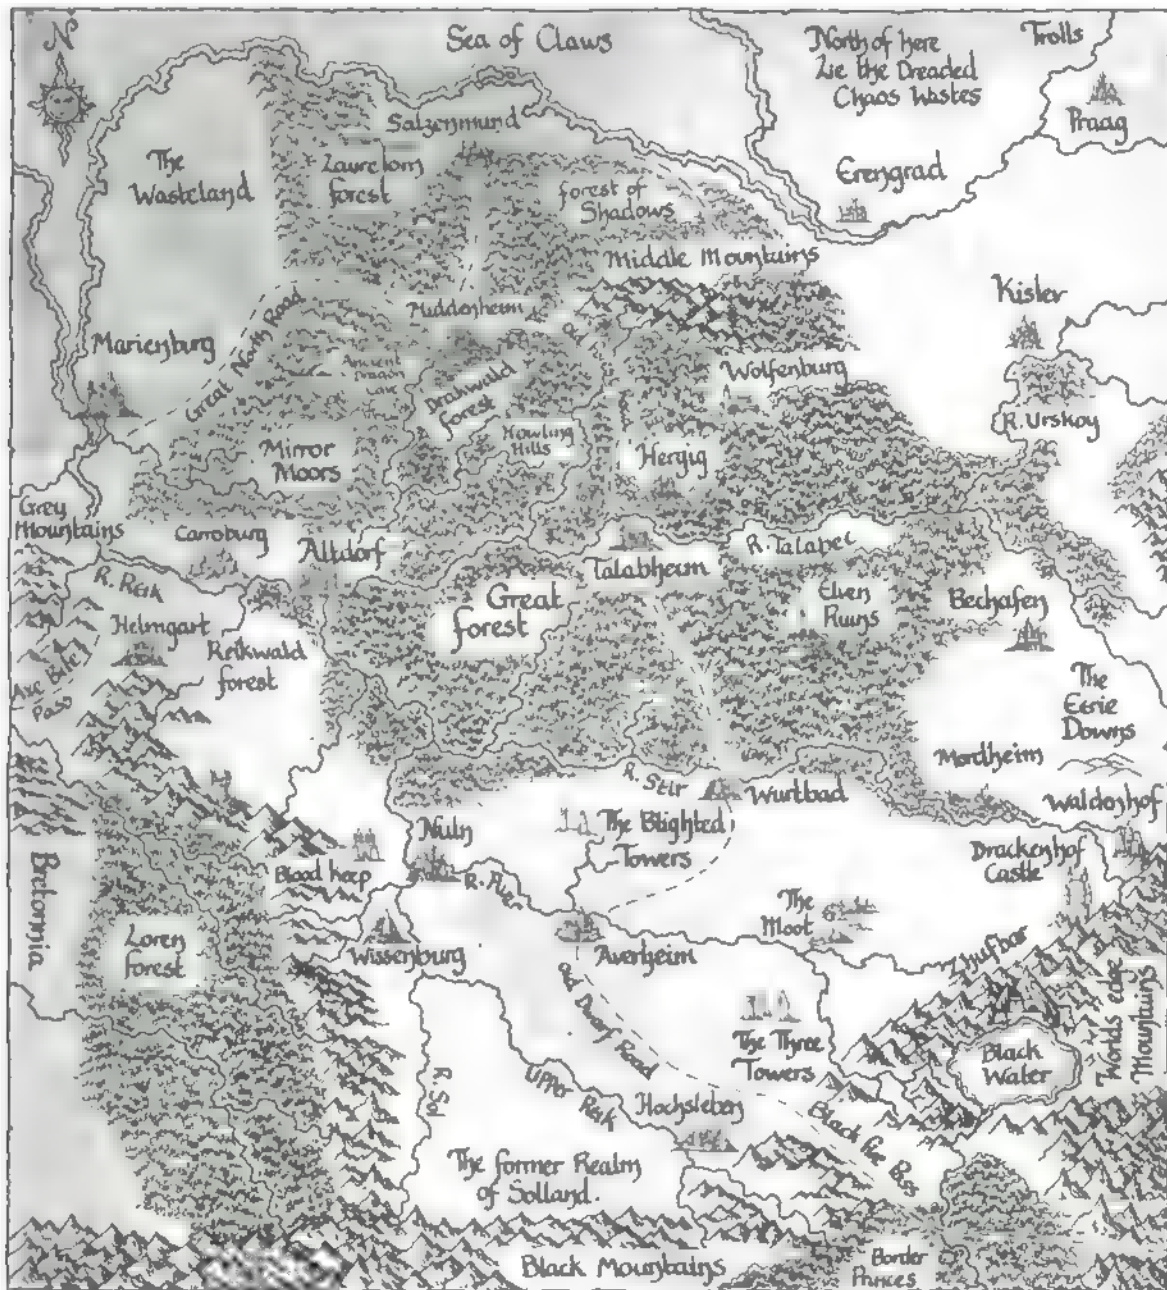 N
Sea of Claws
North of here
Lie the Dreaded
Chaos Wastes
Trolls
Praag
Salzenmund
The
Wasteland
Laurelorn
forest
forest of
Shadows
Erengrad
Middle Mountains
Middenheim
Kislev
Marienburg
Great North Road
Ancient
Dragon
Drakwald
forest
Wolfenburg
R. Urskoy
Mirror
Moors
Howling
Hills
Hergig
Grey
Mountains
Carroburg
Altdorf
Talabheim
R. Talabec
R. Reik
Great
forest
Elven
Ruins
Bechafen
Helmgart
Reikwald
forest
Axe Bite
Pass
The
Eerie
Downs
Mordheim
R. Stir
Wurtbad
Waldenhof
Bretonnia
Nuln
The Blighted
Towers
Blood Keep
R. Aver
Drackenhof
Castle
The
Moot
Loren
forest
Wissenburg
Averheim
Zhufbar
Old Dwarf Road
The Three
Towers
Black
Water
Worlds edge
Mountains
R. Sol
Upper Reik
Hochsleben
Black Fire Pass
The former Realm
of Solland.
Black Mountains
Border
Princes